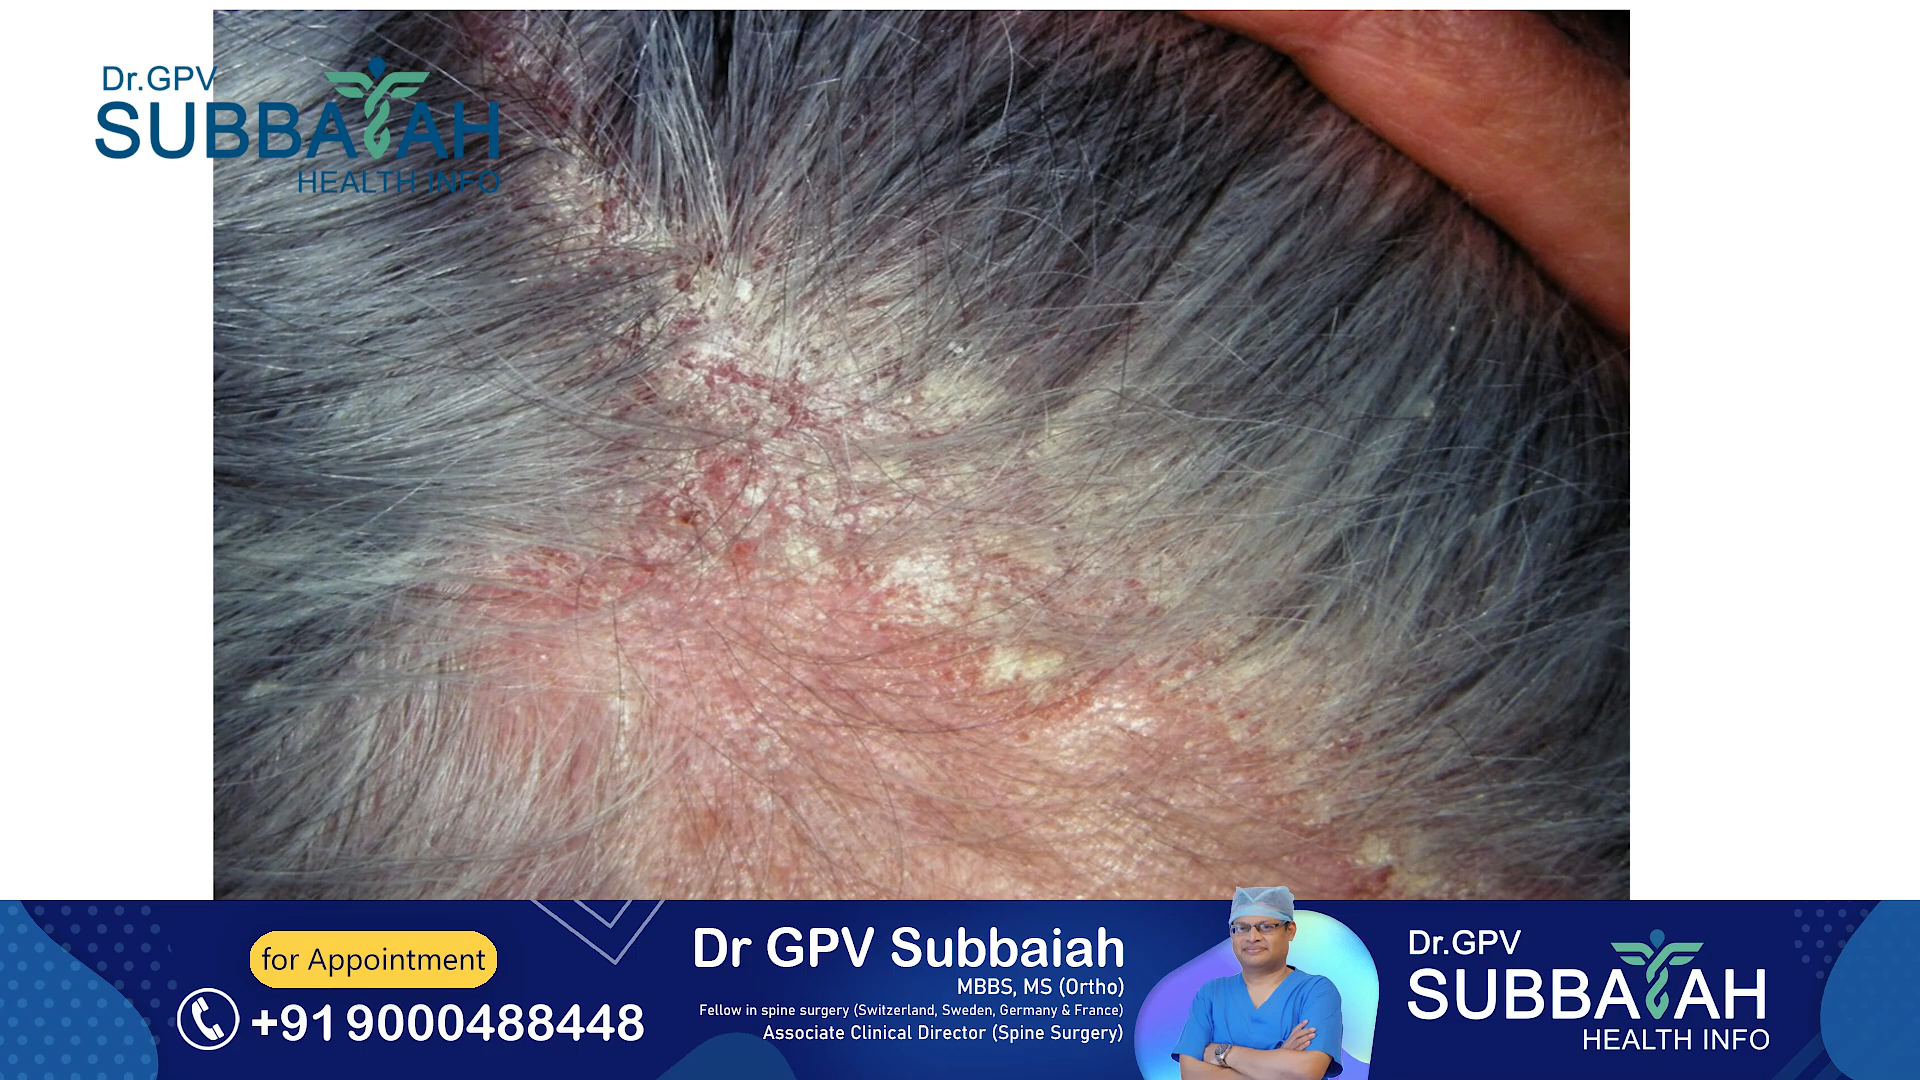 Dr.GPV
SUBBAIAH
HEALTH INFO
for Appointment
+91 9000488448
Dr GPV Subbaiah
MBBS, MS (Ortho)
Fellow in spine surgery (Switzerland, Sweden, Germany & France)
Associate Clinical Director (Spine Surgery)
Dr.GPV
SUBBAIAH
HEALTH INFO